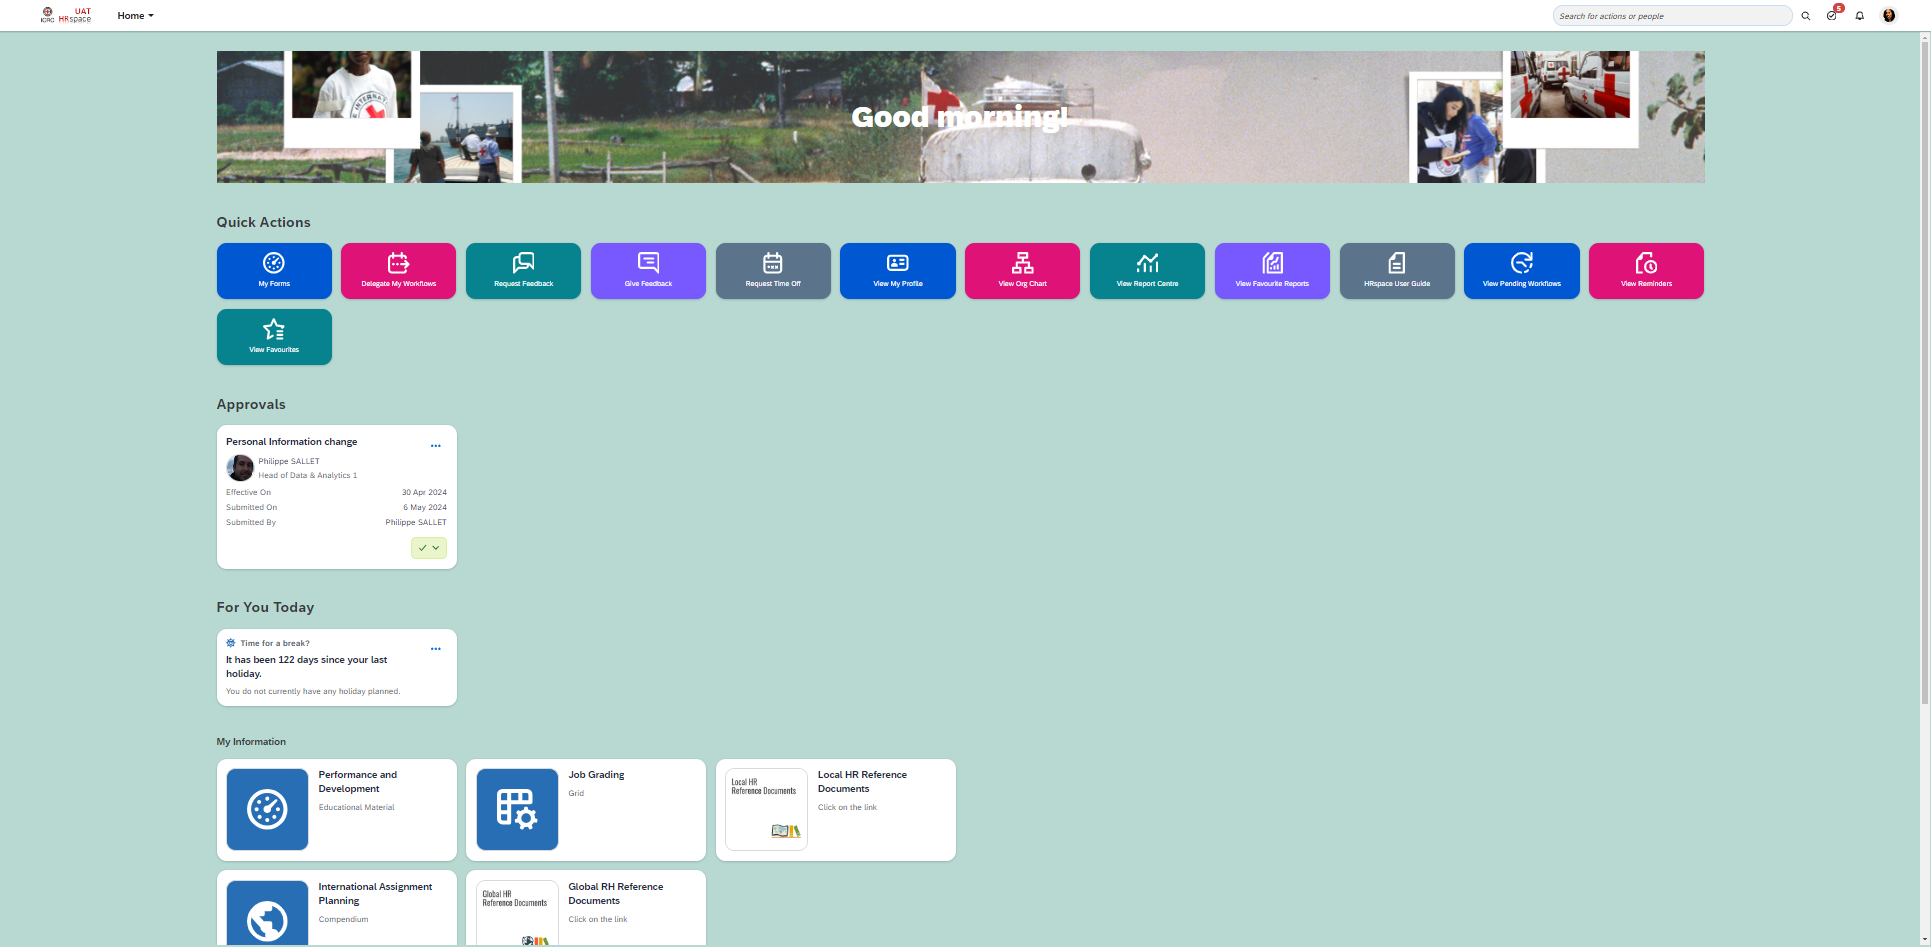 ICRC
UAT
HRspace
Home
Search for actions or people
5
INTERNAT
Good morning!
Quick Actions
My Forms
Delegate My Workflows
Request Feedback
Give Feedback
Request Time Off
View My Profile
View Org Chart
View Report Centre
View Favourite Reports
HRspace User Guide
View Pending Workflows
View Reminders
View Favourites
Approvals
Personal Information change
Philippe SALLET
Head of Data & Analytics 1
Effective On 30 Apr 2024
Submitted On 6 May 2024
Submitted By Philippe SALLET
For You Today
Time for a break?
It has been 122 days since your last
holiday.
You do not currently have any holiday planned.
My Information
Performance and
Development
Educational Material
Job Grading
Grid
Local HR
Reference Documents
Local HR Reference
Documents
Click on the link
International Assignment
Planning
Compendium
Global HR
Reference Documents
Global RH Reference
Documents
Click on the link